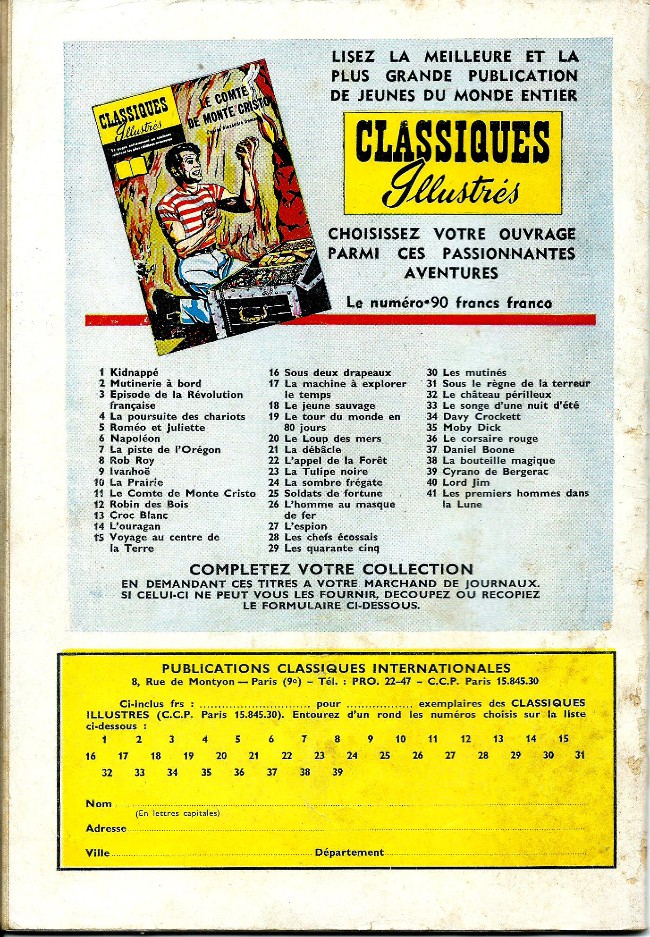 LISEZ LA MEILLEURE ET LA
PLUS GRANDE PUBLICATION
DE JEUNES DU MONDE ENTIER
CLASSIQUES
Illustrés
LE COMTE
DE MONTE CRISTO
CLASSIQUES
Illustrés
CHOISISSEZ VOTRE OUVRAGE
PARMI CES PASSIONNANTES
AVENTURES
Le numéro•90 francs franco
1 Kidnappé
2 Mutinerie à bord
3 Episode de la Révolution
française
4 La poursuite des chariots
5 Roméo et Juliette
6 Napoléon
7 La piste de l'Orégon
8 Rob Roy
9 Ivanhoë
10 La Prairie
11 Le Comte de Monte Cristo
12 Robin des Bois
13 Croc Blanc
14 L'ouragan
15 Voyage au centre de
la Terre
16 Sous deux drapeaux
17 La machine à explorer
le temps
18 Le jeune sauvage
19 Le tour du monde en
80 jours
20 Le Loup des mers
21 La débâcle
22 L'appel de la Forêt
23 La Tulipe noire
24 La sombre frégate
25 Soldats de fortune
26 L'homme au masque
de fer
27 L'espion
28 Les chefs écossais
29 Les quarante cinq
30 Les mutinés
31 Sous le règne de la terreur
32 Le château périlleux
33 Le songe d'une nuit d'été
34 Davy Crockett
35 Moby Dick
36 Le corsaire rouge
37 Daniel Boone
38 La bouteille magique
39 Cyrano de Bergerac
40 Lord Jim
41 Les premiers hommes dans
la Lune
COMPLETEZ VOTRE COLLECTION
EN DEMANDANT CES TITRES A VOTRE MARCHAND DE JOURNAUX.
SI CELUI-CI NE PEUT VOUS LES FOURNIR, DECOUPEZ OU RECOPIEZ
LE FORMULAIRE CI-DESSOUS.
PUBLICATIONS CLASSIQUES INTERNATIONALES
8, Rue de Montyon — Paris (9e) – Tél. : PRO. 22–47 – C.C.P. Paris 15.845.30
Ci-inclus frs : .............................. pour .................. exemplaires des CLASSIQUES
ILLUSTRES (C.C.P. Paris 15.845.30). Entourez d'un rond les numéros choisis sur la liste
ci-dessous :
1 2 3 4 5 6 7 8 9 10 11 12 13 14 15
16 17 18 19 20 21 22 23 24 25 26 27 28 29 30 31
32 33 34 35 36 37 38 39
Nom
(En lettres capitales)
Adresse
Ville Département